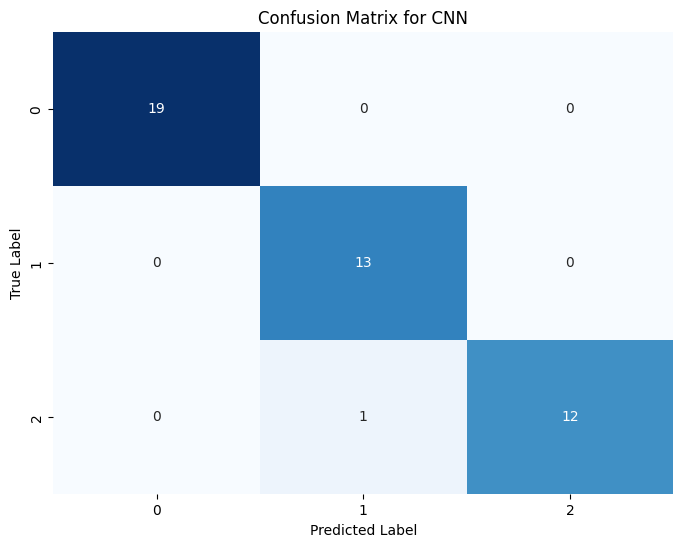 Confusion Matrix for CNN
True Label
0 19 0 0
1 0 13 0
2 0 1 12
0 1 2
Predicted Label